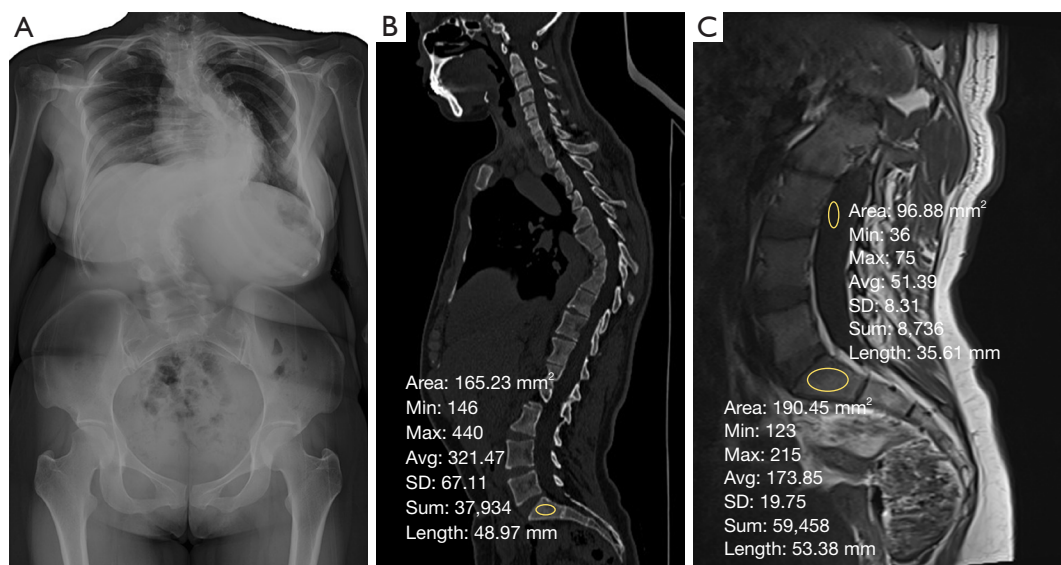 A
B
C
Area: 165.23 mm²
Min: 146
Max: 440
Avg: 321.47
SD: 67.11
Sum: 37,934
Length: 48.97 mm
Area: 96.88 mm²
Min: 36
Max: 75
Avg: 51.39
SD: 8.31
Sum: 8,736
Length: 35.61 mm
Area: 190.45 mm²
Min: 123
Max: 215
Avg: 173.85
SD: 19.75
Sum: 59,458
Length: 53.38 mm